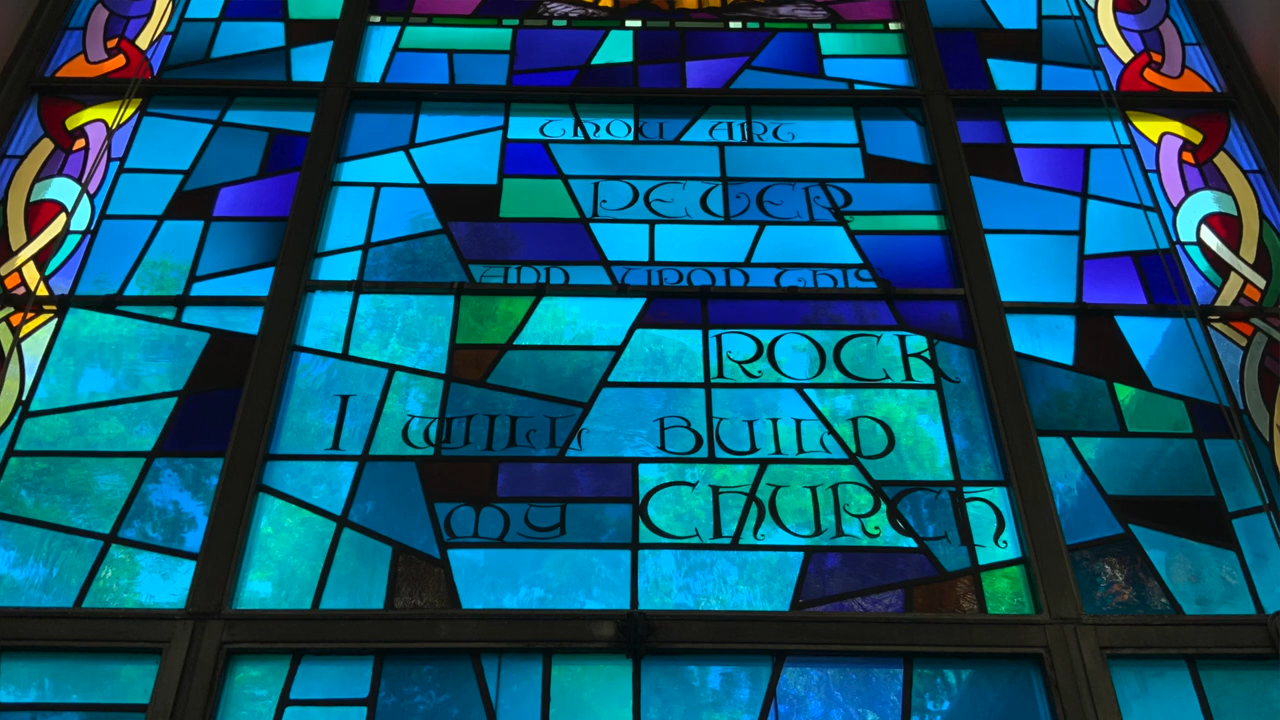 THOU ART
PETER
AND UPON THIS
ROCK
I WILL BUILD
MY CHURCH